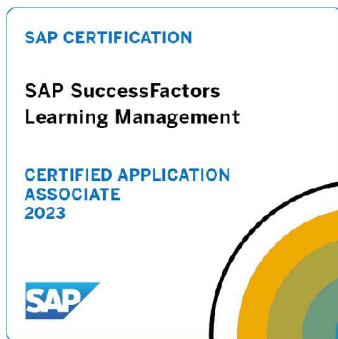 SAP CERTIFICATION
SAP SuccessFactors
Learning Management
CERTIFIED APPLICATION
ASSOCIATE
2023
SAP